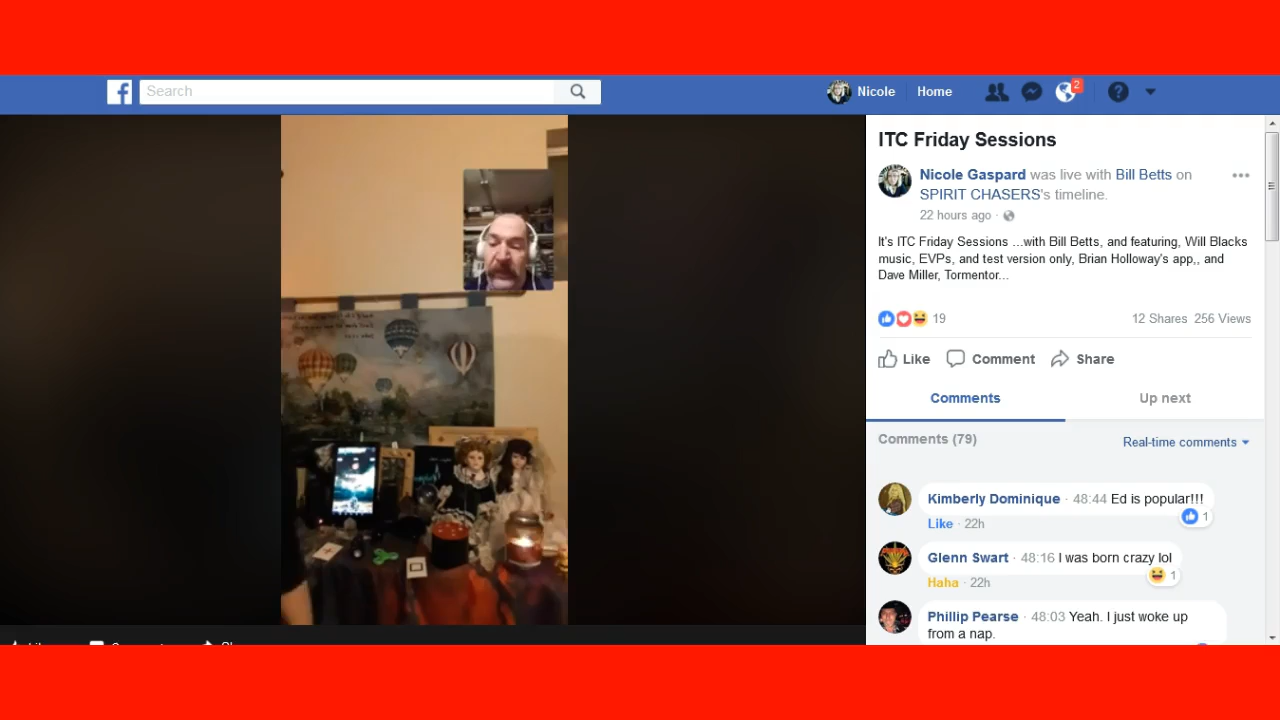 Search
Nicole
Home
2
ITC Friday Sessions
Nicole Gaspard was live with Bill Betts on
SPIRIT CHASERS's timeline.
22 hours ago ·
It's ITC Friday Sessions ...with Bill Betts, and featuring, Will Blacks
music, EVPs, and test version only, Brian Holloway's app,, and
Dave Miller, Tormentor...
19
12 Shares 256 Views
Like
Comment
Share
Comments
Up next
Comments (79)
Real-time comments
Kimberly Dominique · 48:44 Ed is popular!!!
1
Like · 22h
Glenn Swart · 48:16 I was born crazy lol
1
Haha · 22h
Phillip Pearse · 48:03 Yeah. I just woke up
from a nap.